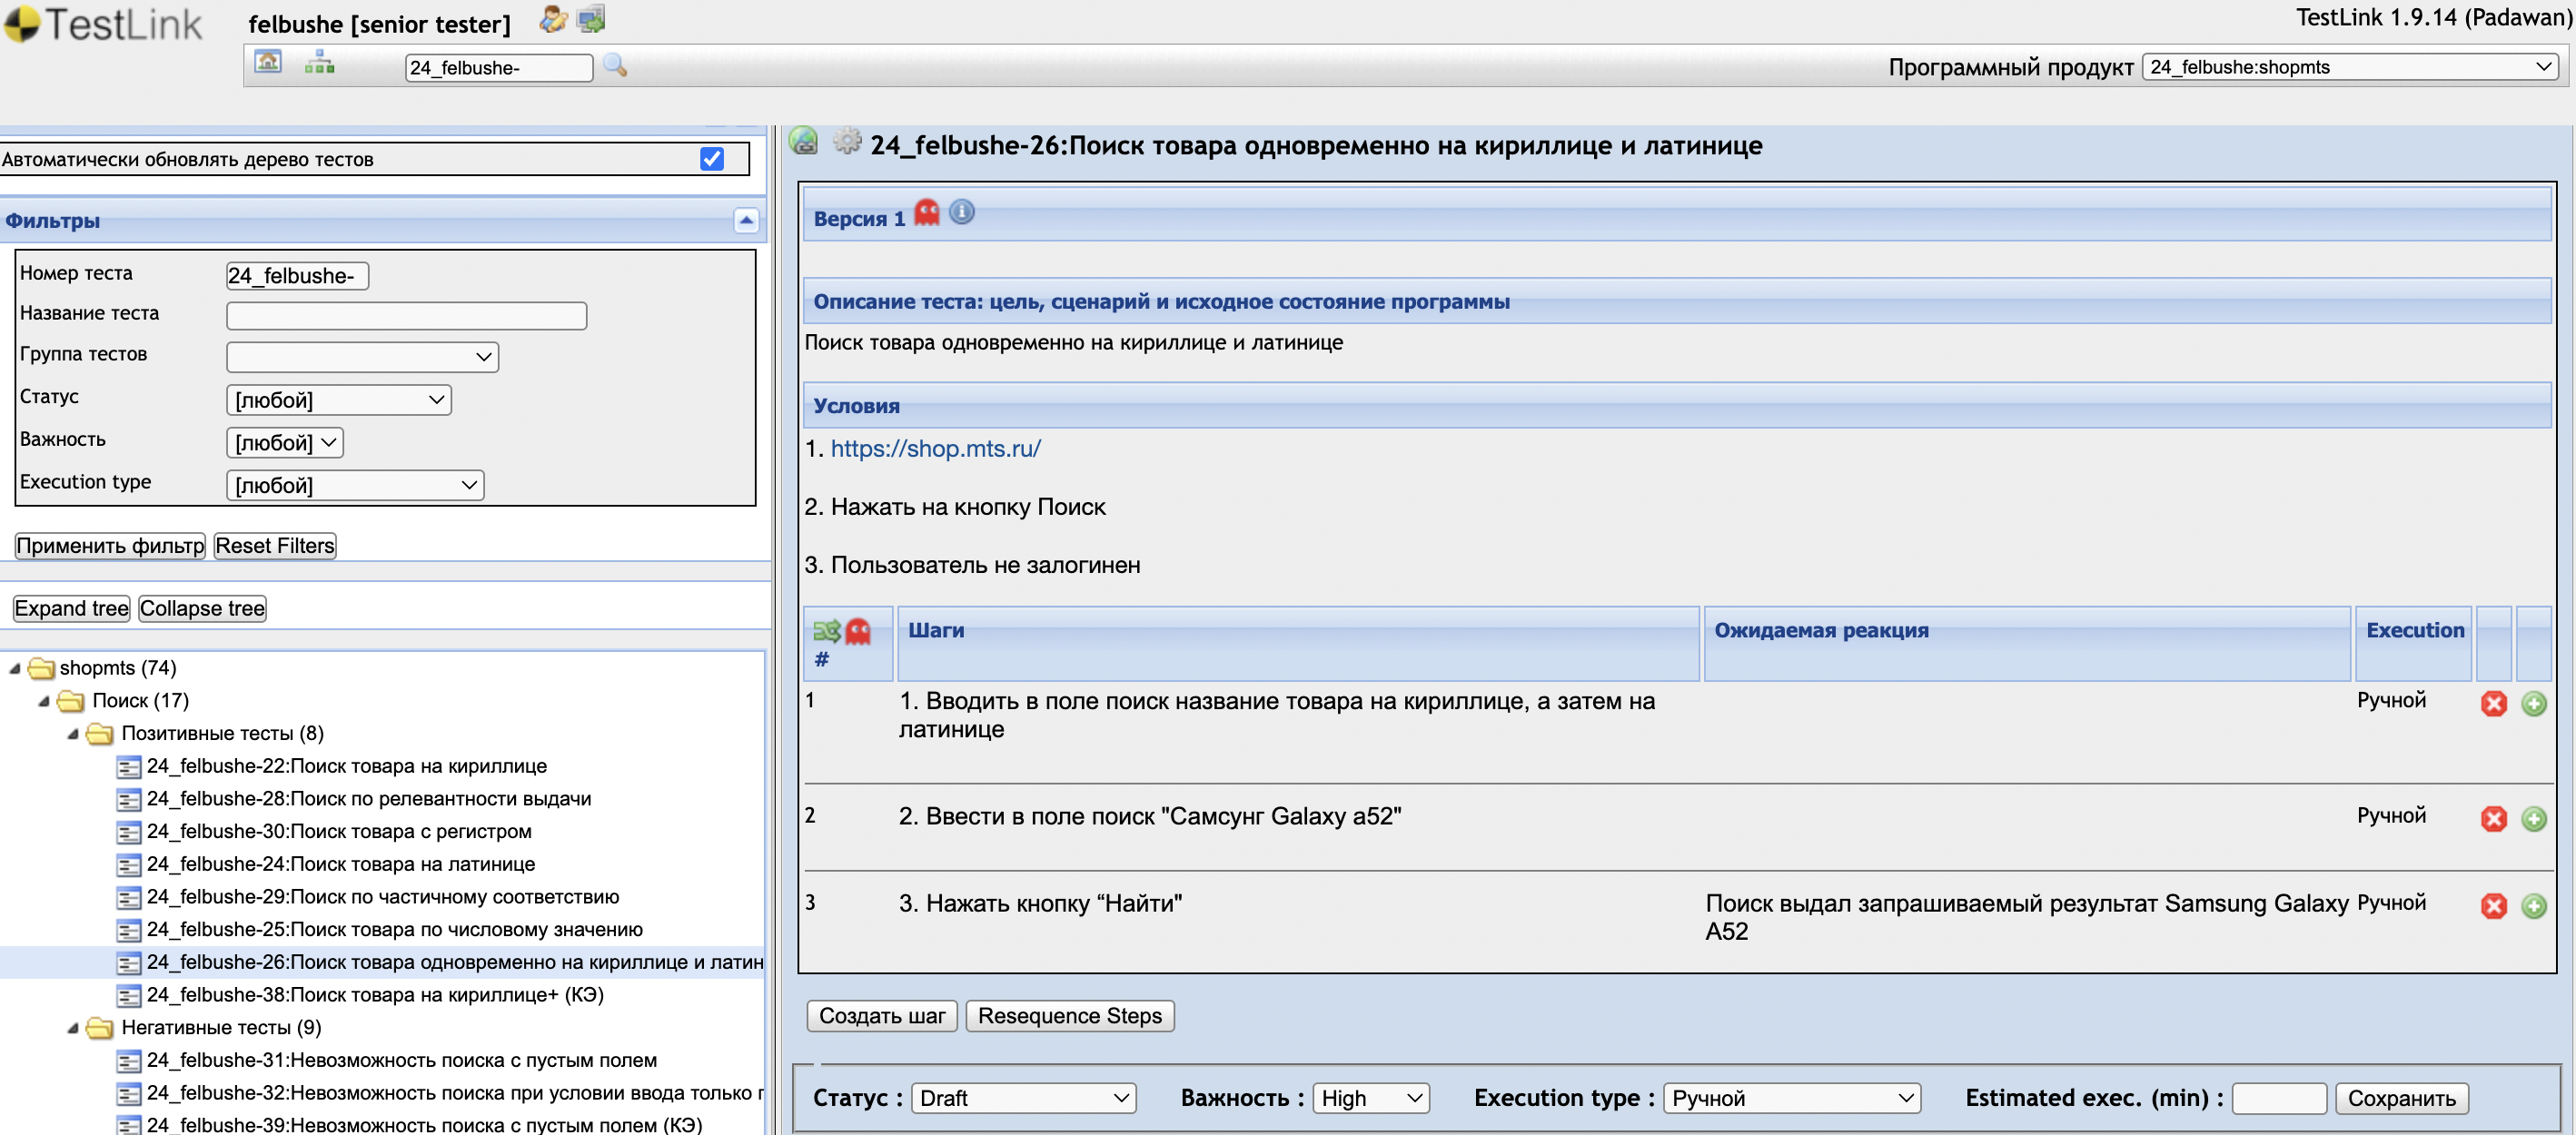 TestLink
felbushe [senior tester]
TestLink 1.9.14 (Padawan)
24_felbushe-
Программный продукт 24_felbushe:shopmts
Автоматически обновлять дерево тестов
Фильтры
Номер теста 24_felbushe-
Название теста
Группа тестов
Статус [любой]
Важность [любой]
Execution type [любой]
Применить фильтр Reset Filters
Expand tree Collapse tree
shopmts (74)
Поиск (17)
Позитивные тесты (8)
24_felbushe-22:Поиск товара на кириллице
24_felbushe-28:Поиск по релевантности выдачи
24_felbushe-30:Поиск товара с регистром
24_felbushe-24:Поиск товара на латинице
24_felbushe-29:Поиск по частичному соответствию
24_felbushe-25:Поиск товара по числовому значению
24_felbushe-26:Поиск товара одновременно на кириллице и латин
24_felbushe-38:Поиск товара на кириллице+ (КЭ)
Негативные тесты (9)
24_felbushe-31:Невозможность поиска с пустым полем
24_felbushe-32:Невозможность поиска при условии ввода только
24_felbushe-39:Невозможность поиска с пустым полем (КЭ)
24_felbushe-26:Поиск товара одновременно на кириллице и латинице
Версия 1
Описание теста: цель, сценарий и исходное состояние программы
Поиск товара одновременно на кириллице и латинице
Условия
1. https://shop.mts.ru/
2. Нажать на кнопку Поиск
3. Пользователь не залогинен
# Шаги Ожидаемая реакция Execution
1 1. Вводить в поле поиск название товара на кириллице, а затем на Ручной
латинице
2 2. Ввести в поле поиск "Самсунг Galaxy a52" Ручной
3 3. Нажать кнопку “Найти" Поиск выдал запрашиваемый результат Samsung Galaxy Ручной
A52
Создать шаг Resequence Steps
Статус : Draft Важность : High Execution type : Ручной Estimated exec. (min) : Сохранить